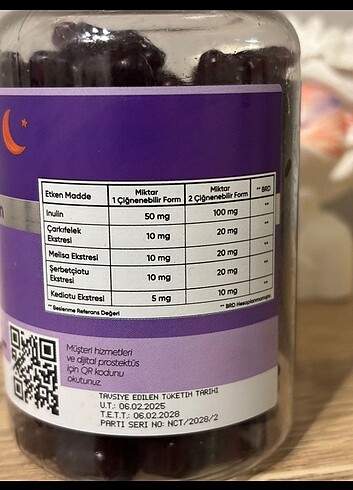 Etken Madde Miktar 1 Çiğnenebilir Form Miktar 2 Çiğnenebilir Form ** BRD
Inulin 50 mg 100 mg **
Çarkıfelek Ekstresi 10 mg 20 mg **
Melisa Ekstresi 10 mg 20 mg **
Şerbetçiotu Ekstresi 10 mg 20 mg **
Kediotu Ekstresi 5 mg 10 mg **
** Beslenme Referans Değeri ** BRD Hesaplanmamıştır
Müşteri hizmetleri
ve dijital prostektüs
için QR kodunu
okutunuz.
TAVSİYE EDİLEN TÜKETİM TARİHİ
U.T.: 06.02.2025
T.E.T.T.: 06.02.2028
PARTİ SERİ NO: NCT/2028/2